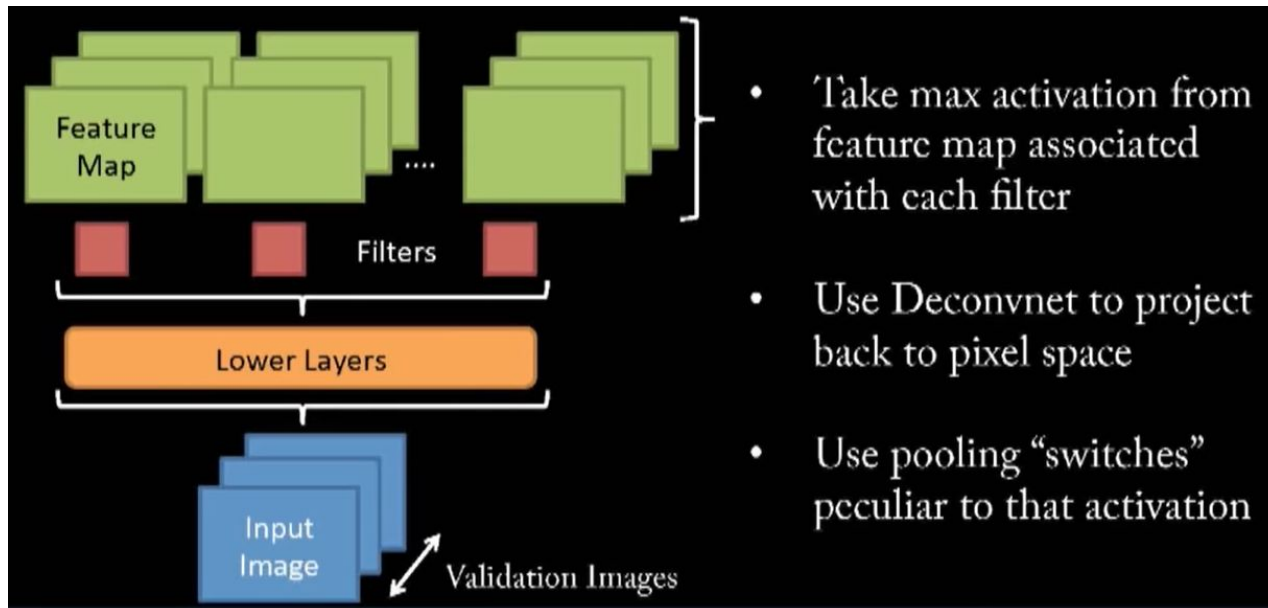 Feature
Map
....
Filters
Lower Layers
Input
Image
Validation Images
• Take max activation from
feature map associated
with each filter
• Use Deconvnet to project
back to pixel space
• Use pooling “switches”
peculiar to that activation